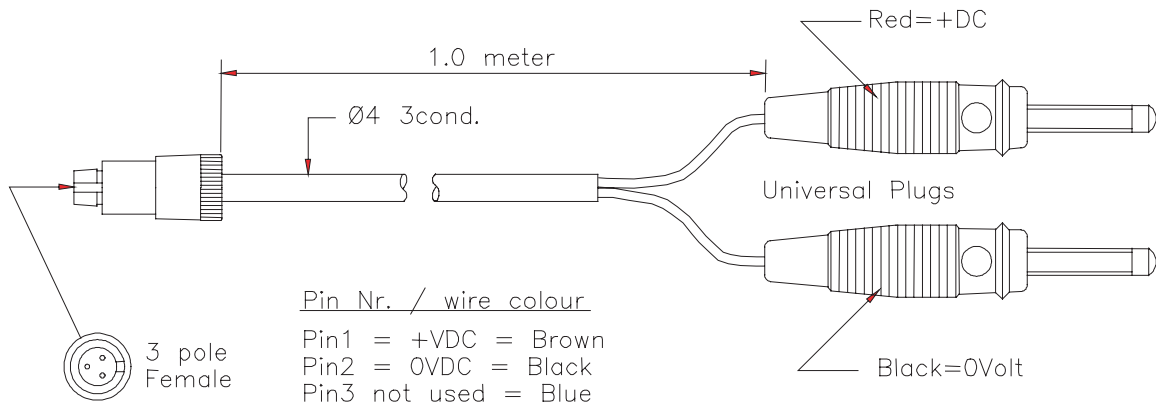 Red=+DC
1.0 meter
Ø4 3cond.
Universal Plugs
Pin Nr. / wire colour
Pin1 = +VDC = Brown
Pin2 = 0VDC = Black
Pin3 not used = Blue
3 pole
Female
Black=0Volt